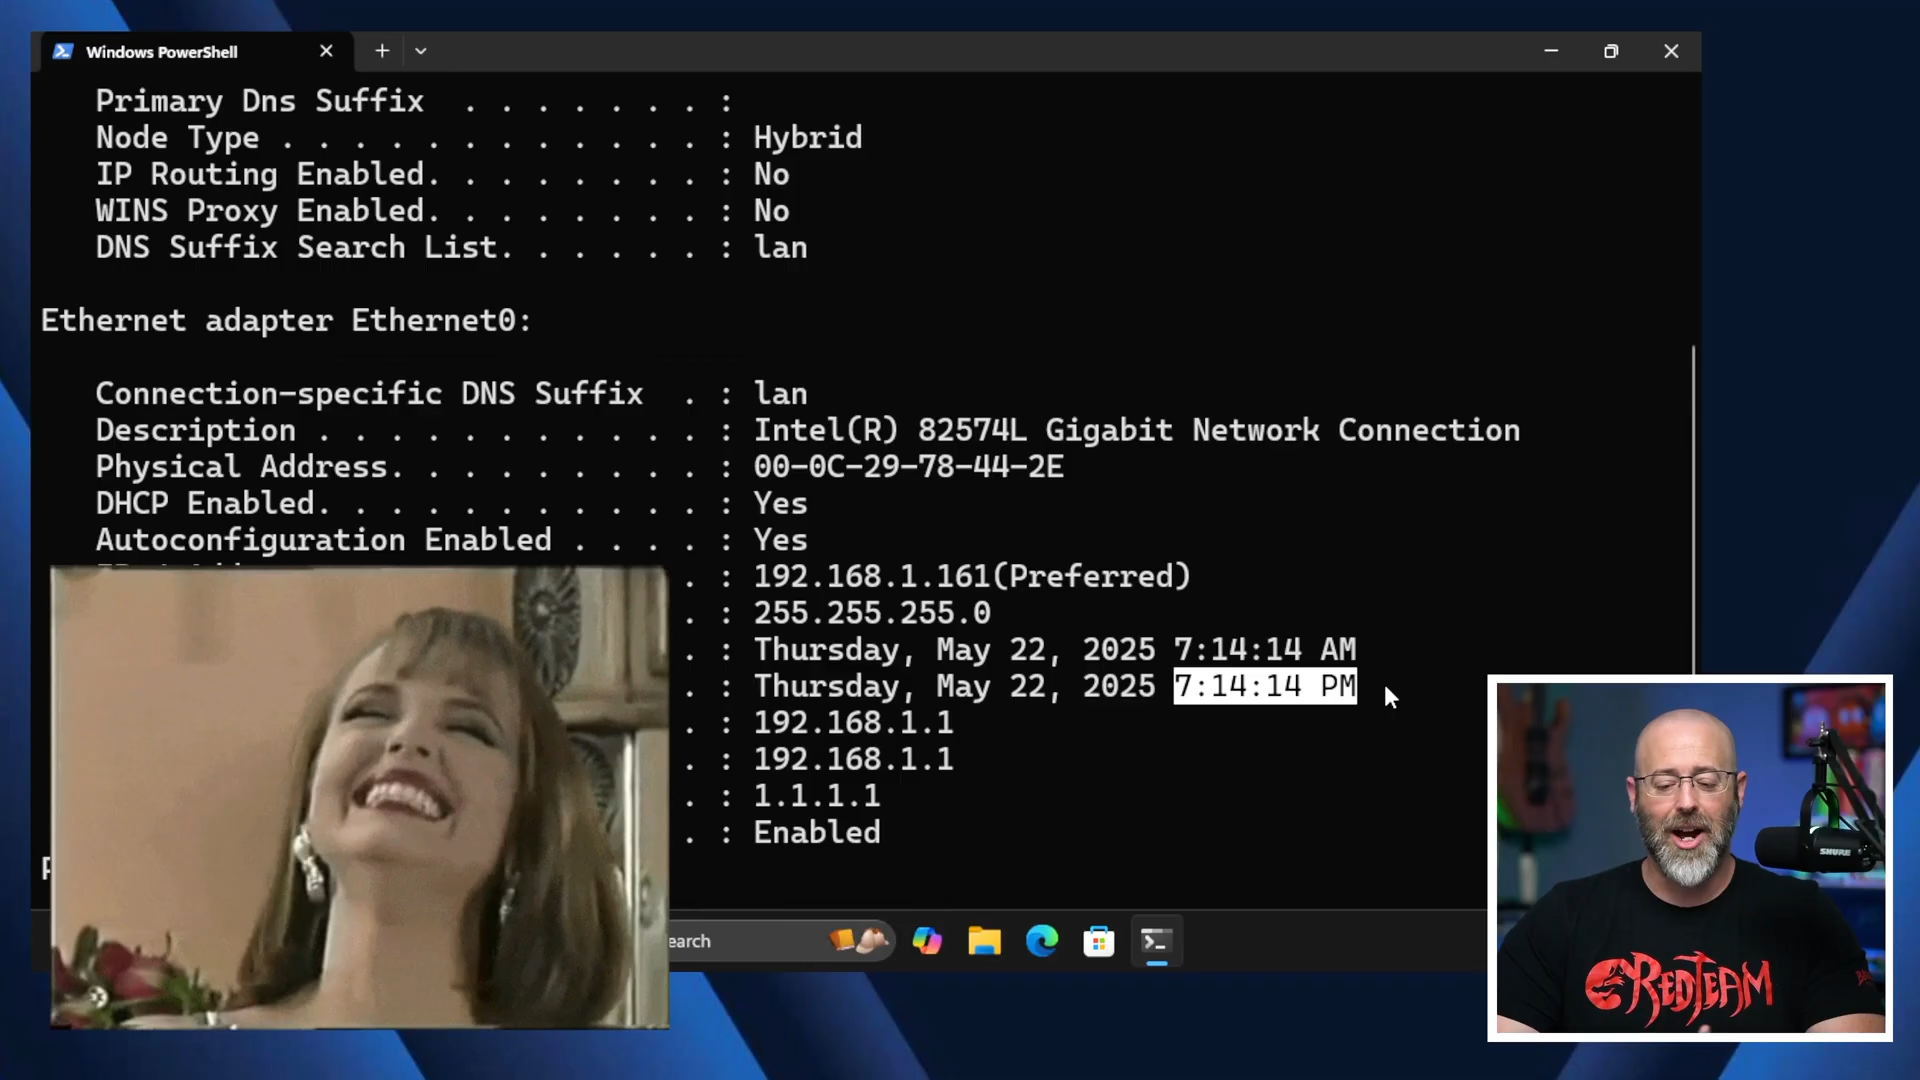 Windows PowerShell
Primary Dns Suffix . . . . . . . :
Node Type . . . . . . . . . . . . : Hybrid
IP Routing Enabled. . . . . . . . : No
WINS Proxy Enabled. . . . . . . . : No
DNS Suffix Search List. . . . . . : lan
Ethernet adapter Ethernet0:
Connection-specific DNS Suffix . : lan
Description . . . . . . . . . . . : Intel(R) 82574L Gigabit Network Connection
Physical Address. . . . . . . . . : 00-0C-29-78-44-2E
DHCP Enabled. . . . . . . . . . . : Yes
Autoconfiguration Enabled . . . . : Yes
. : 192.168.1.161(Preferred)
. : 255.255.255.0
. : Thursday, May 22, 2025 7:14:14 AM
. : Thursday, May 22, 2025 7:14:14 PM
. : 192.168.1.1
. : 192.168.1.1
. : 1.1.1.1
. : Enabled
earch
SHURE
REDTEAM